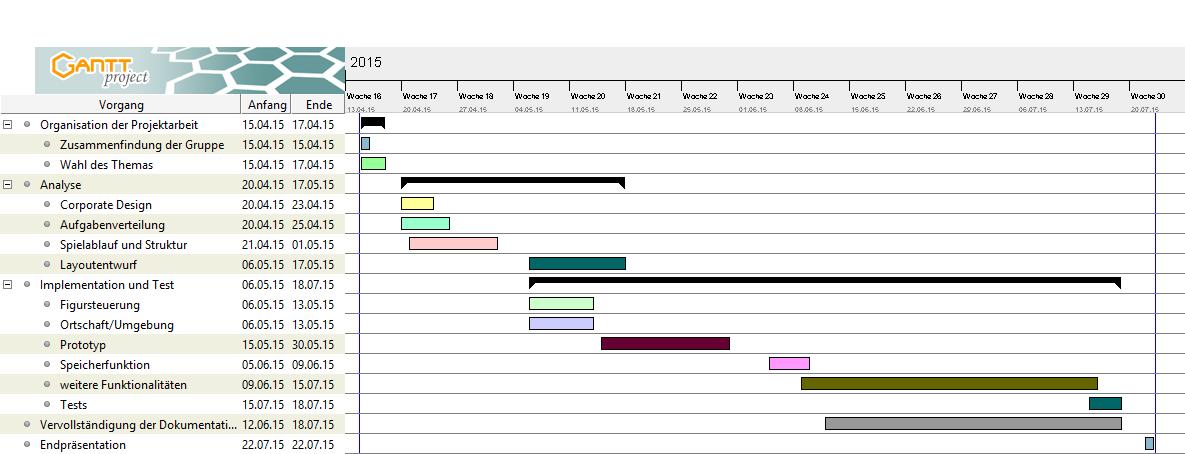 GANTT
project
2015
Woche 16 Woche 17 Woche 18 Woche 19 Woche 20 Woche 21 Woche 22 Woche 23 Woche 24 Woche 25 Woche 26 Woche 27 Woche 28 Woche 29 Woche 30
Vorgang Anfang Ende 13.04.15 20.04.15 27.04.15 04.05.15 11.05.15 18.05.15 25.05.15 01.06.15 08.06.15 15.06.15 22.06.15 29.06.15 06.07.15 13.07.15 20.07.15
Organisation der Projektarbeit 15.04.15 17.04.15
Zusammenfindung der Gruppe 15.04.15 15.04.15
Wahl des Themas 15.04.15 17.04.15
Analyse 20.04.15 17.05.15
Corporate Design 20.04.15 23.04.15
Aufgabenverteilung 20.04.15 25.04.15
Spielablauf und Struktur 21.04.15 01.05.15
Layoutentwurf 06.05.15 17.05.15
Implementation und Test 06.05.15 18.07.15
Figursteuerung 06.05.15 13.05.15
Ortschaft/Umgebung 06.05.15 13.05.15
Prototyp 15.05.15 30.05.15
Speicherfunktion 05.06.15 09.06.15
weitere Funktionalitäten 09.06.15 15.07.15
Tests 15.07.15 18.07.15
Vervollständigung der Dokumentati... 12.06.15 18.07.15
Endpräsentation 22.07.15 22.07.15